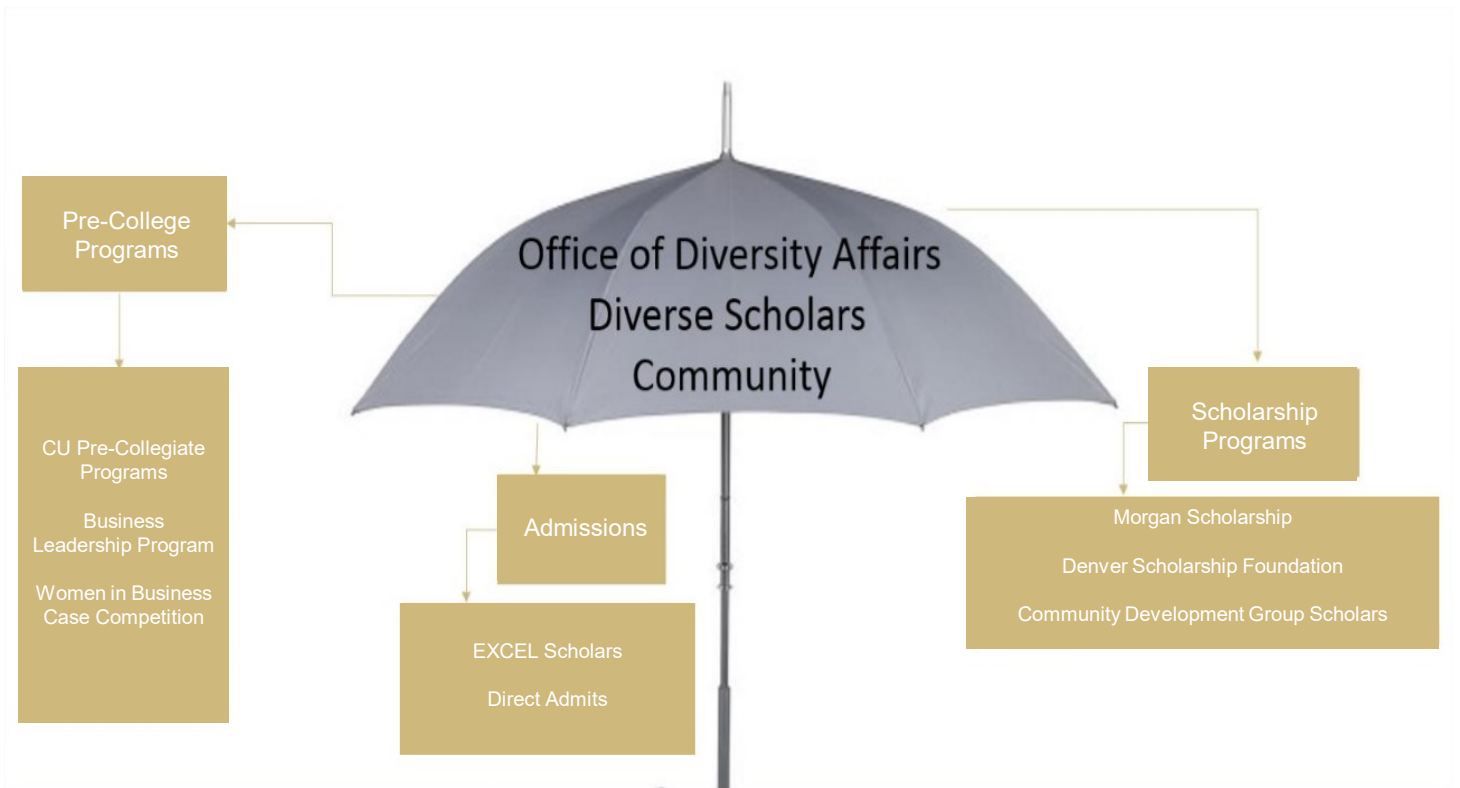 Office of Diversity Affairs
Diverse Scholars
Community
Pre-College
Programs
CU Pre-Collegiate
Programs
Business
Leadership Program
Women in Business
Case Competition
Admissions
EXCEL Scholars
Direct Admits
Scholarship
Programs
Morgan Scholarship
Denver Scholarship Foundation
Community Development Group Scholars